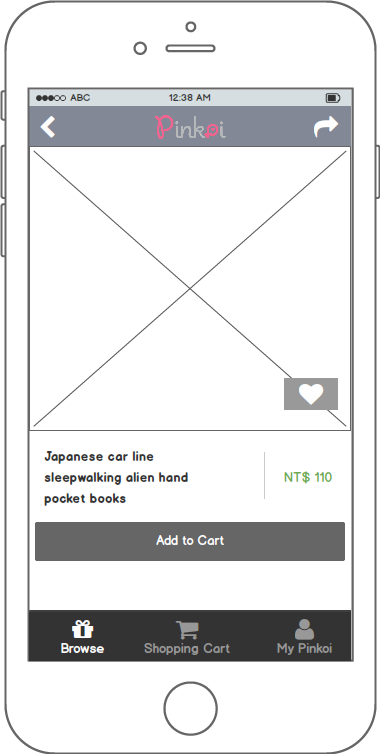 ABC 12:38 AM
Pinkoi
Japanese car line
sleepwalking alien hand
pocket books
NT$ 110
Add to Cart
Browse Shopping Cart My Pinkoi